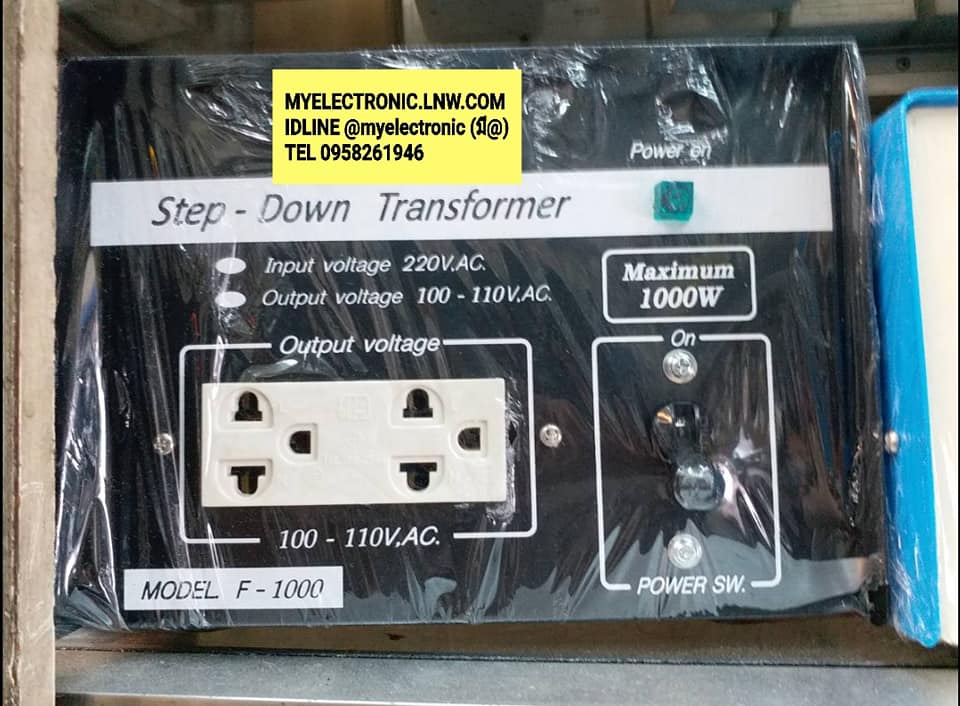 MYELECTRONIC.LNW.COM
IDLINE @myelectronic (มี@)
TEL 0958261946
Power on
Step - Down Transformer
Input voltage 220V,AC.
Output voltage 100 - 110V,AC.
Maximum
1000W
Output voltage
On
100 - 110V,AC.
POWER SW.
MODEL F - 1000